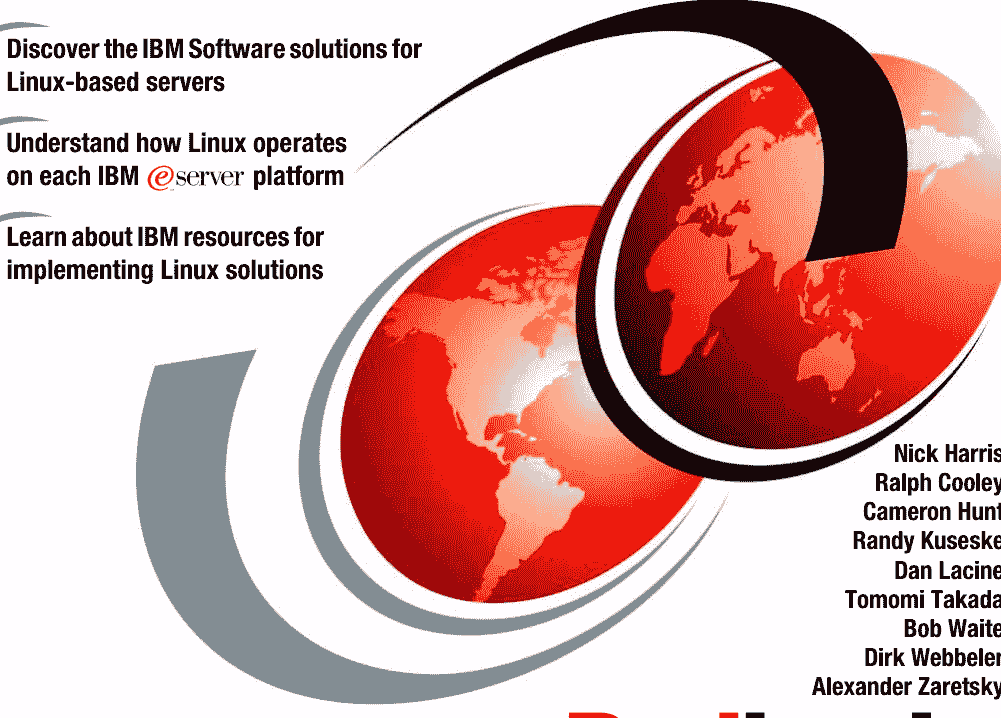 Discover the IBM Software solutions for
Linux-based servers
Understand how Linux operates
on each IBM eserver platform
Learn about IBM resources for
implementing Linux solutions
Nick Harris
Ralph Cooley
Cameron Hunt
Randy Kuseske
Dan Lacine
Tomomi Takada
Bob Waite
Dirk Webbeler
Alexander Zaretsky